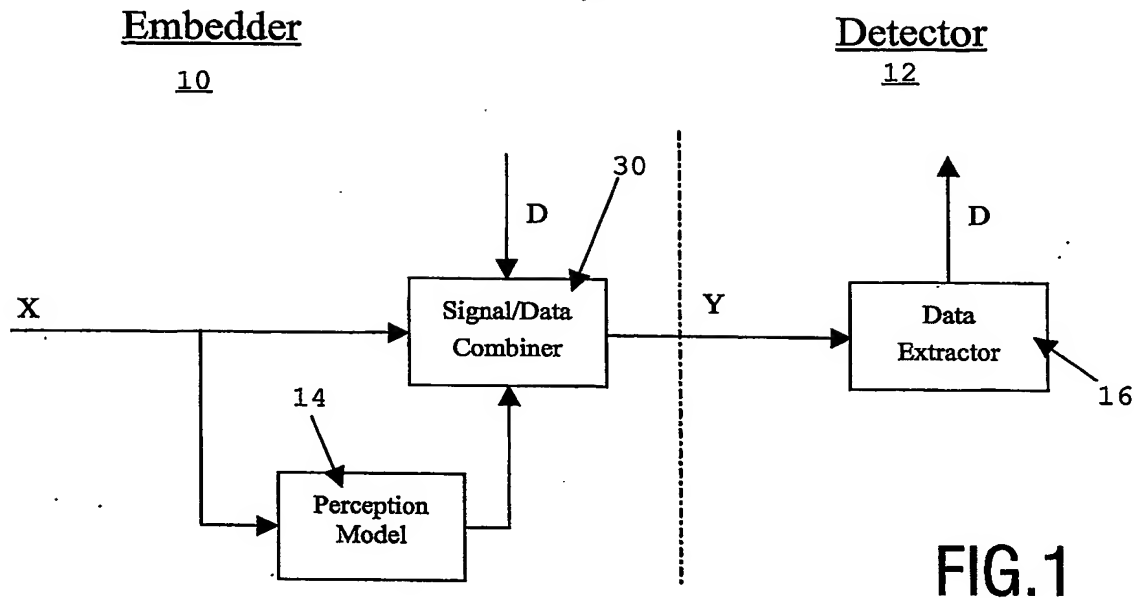 Embedder
10
Detector
12
30
D
D
X
Signal/Data
Combiner
Y
Data
Extractor
14
16
Perception
Model
FIG.1